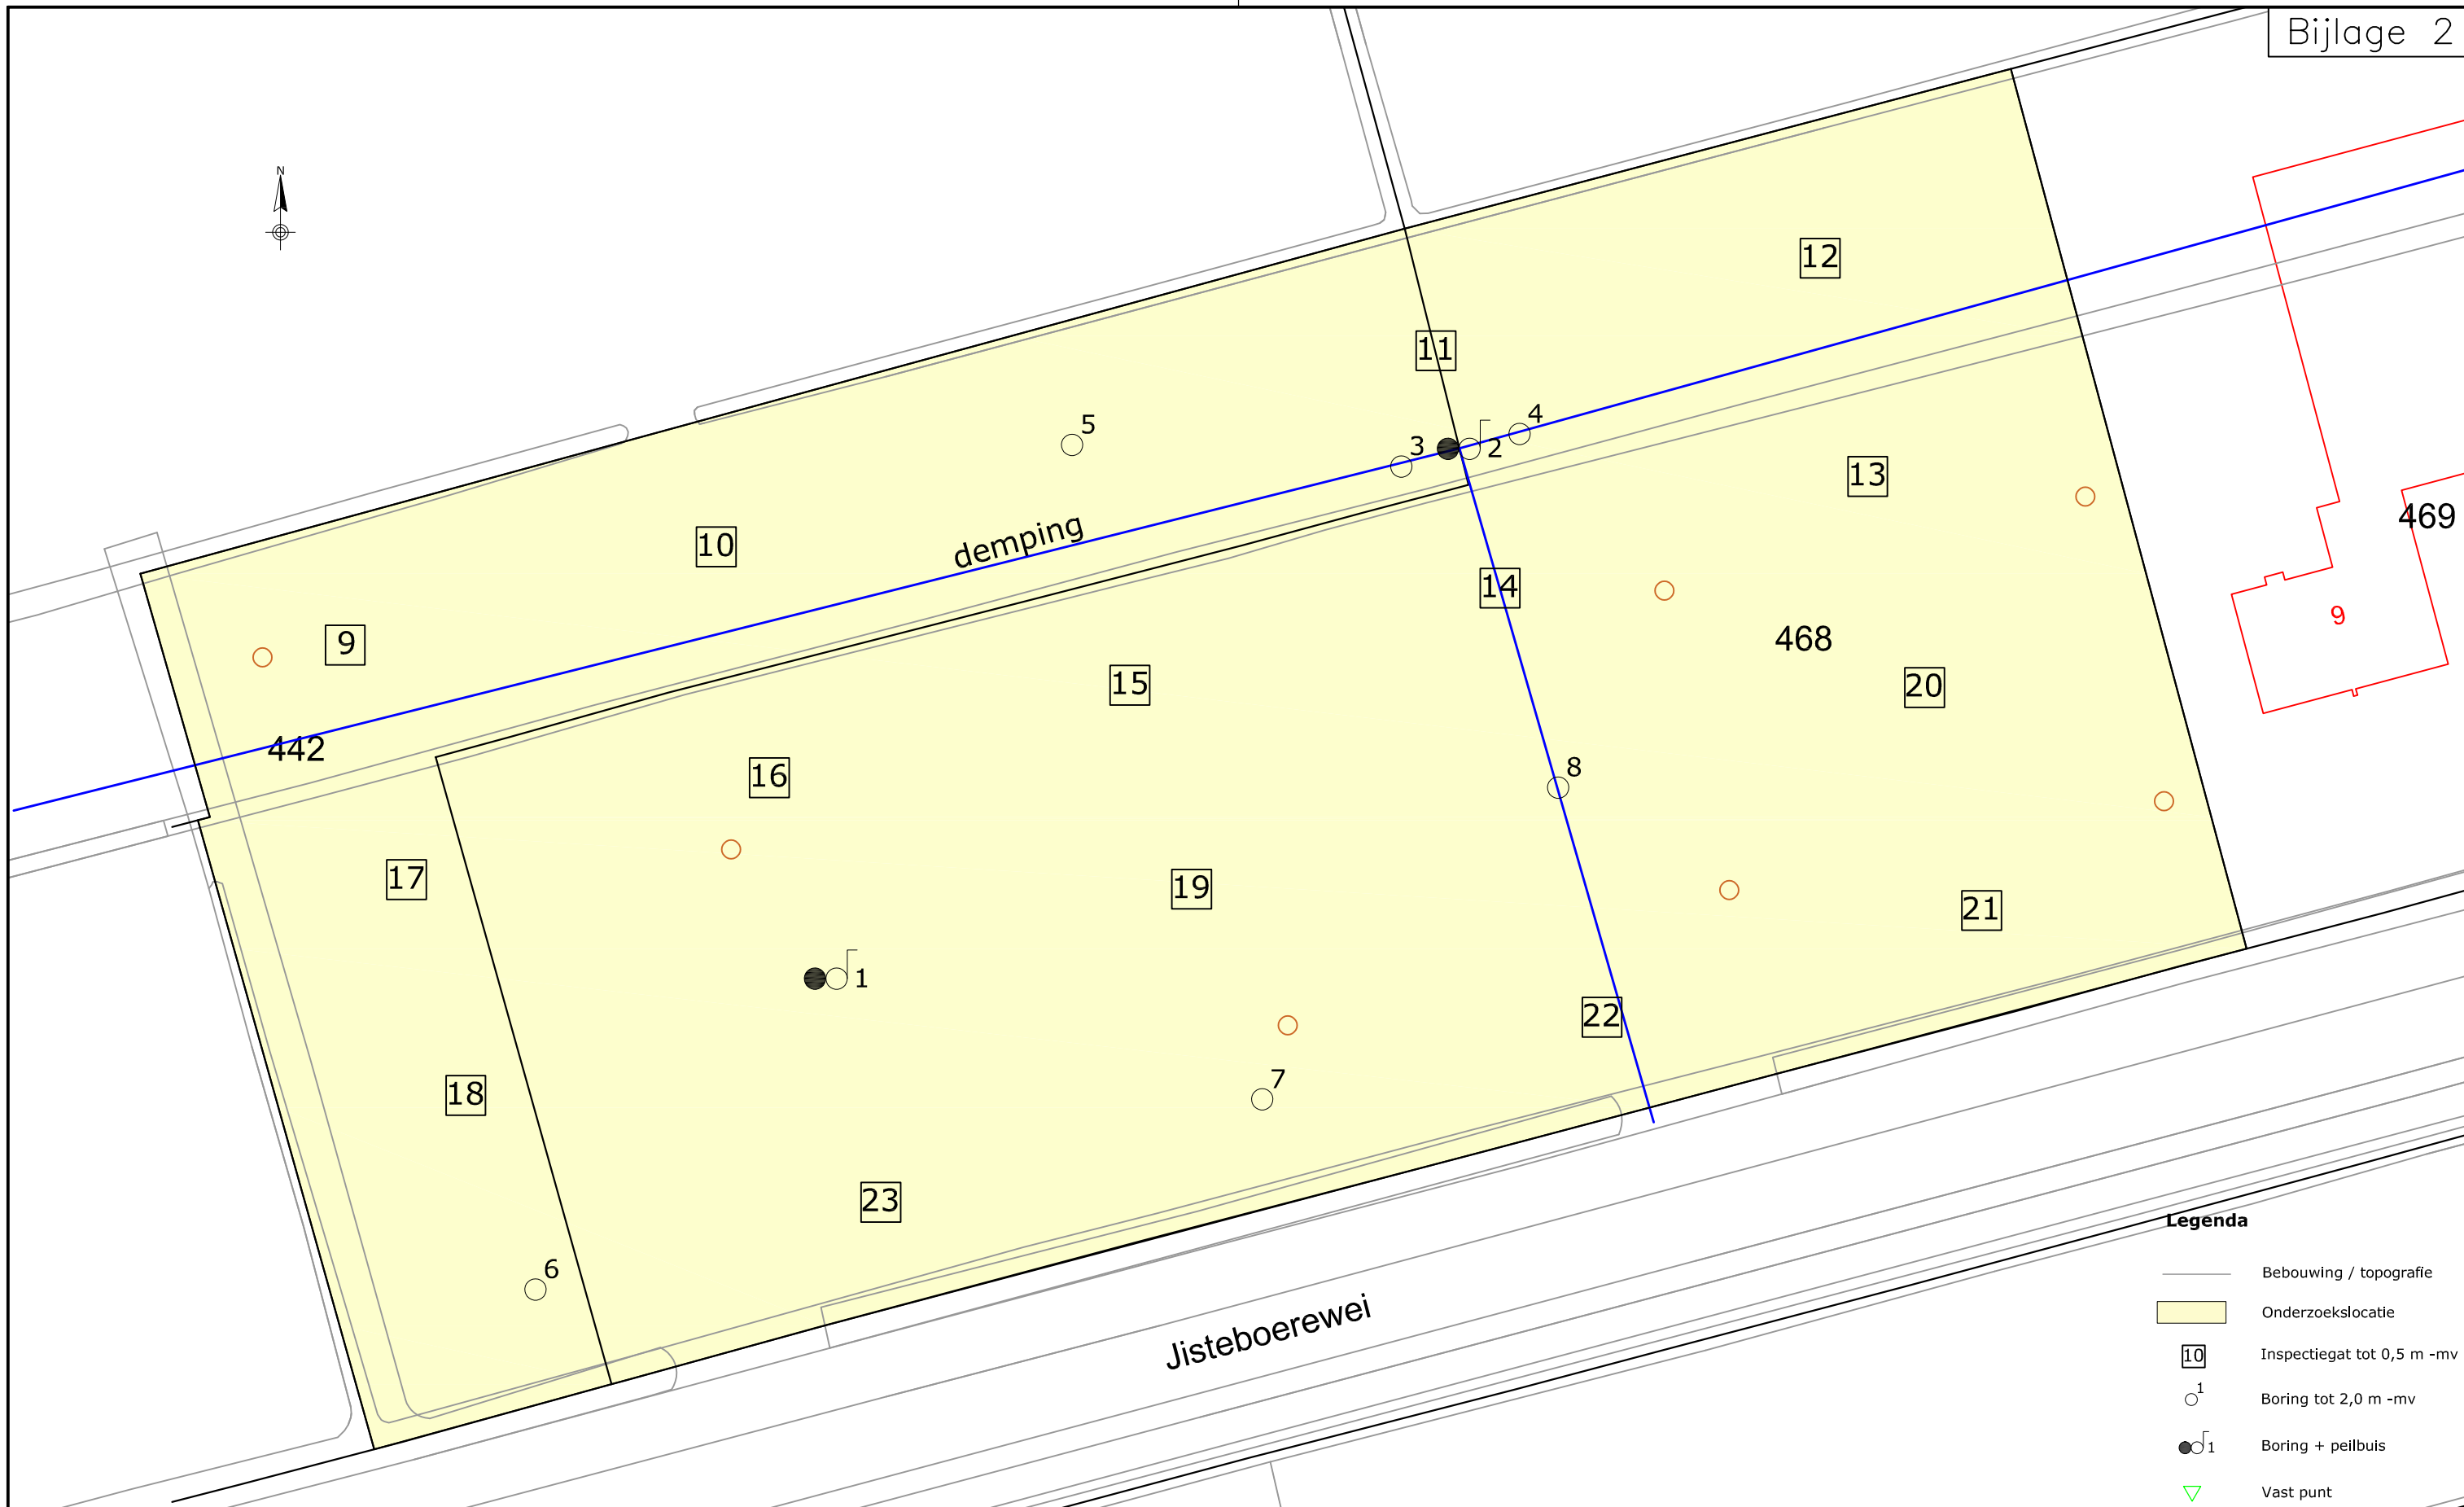 Bijlage 2
N
12
11
5
4
3
2
13
10
demping
469
14
9
468
9
15
20
442
16
8
17
19
21
1
22
7
18
23
6
Jisteboerewei
Legenda
Bebouwing / topografie
Onderzoekslocatie
10 Inspectiegat tot 0,5 m -mv
1 Boring tot 2,0 m -mv
1 Boring + peilbuis
Vast punt